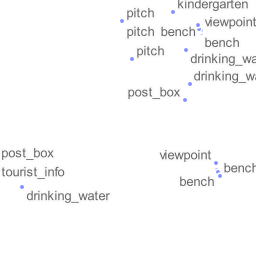 kindergarten
pitch
viewpoint
pitch bench
bench
pitch
drinking_wa
drinking_wa
post_box
post_box
viewpoint
bench
tourist_info
bench
drinking_water